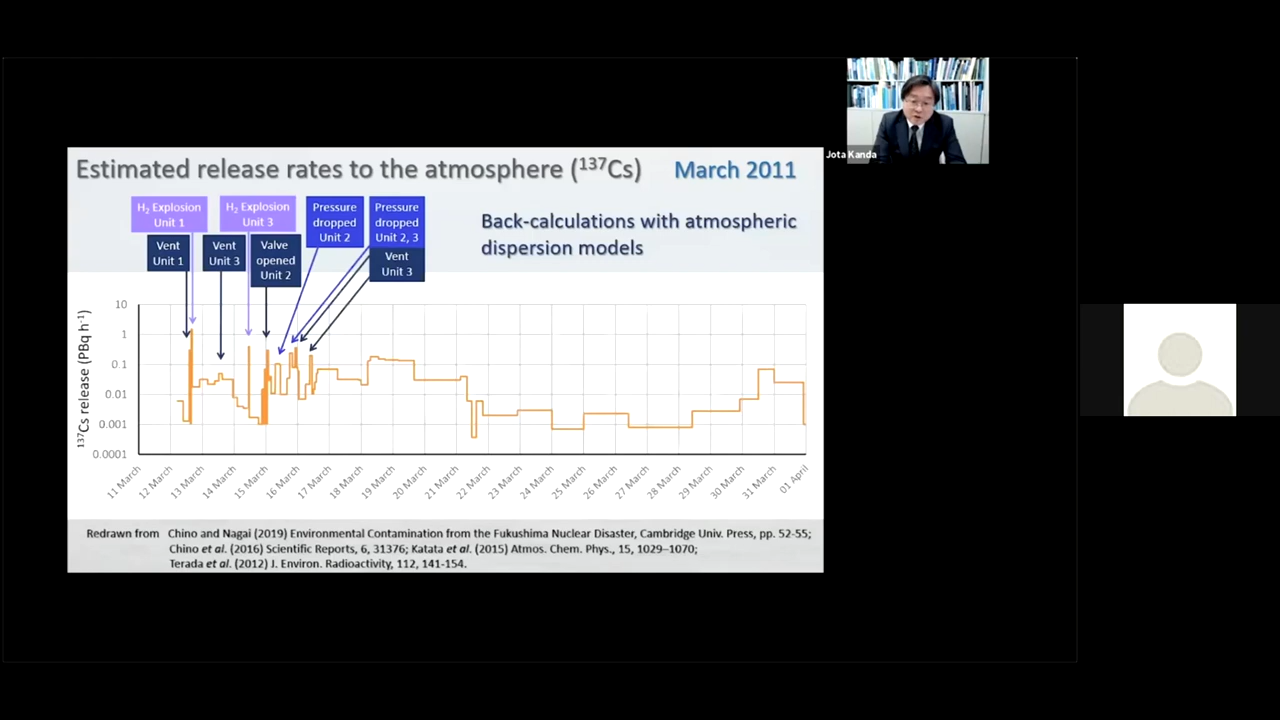 Estimated release rates to the atmosphere (¹³⁷Cs)
March 2011
Jota Kanda
H₂ Explosion
Unit 1
H₂ Explosion
Unit 3
Pressure
dropped
Unit 2
Pressure
dropped
Unit 2, 3
Back-calculations with atmospheric
dispersion models
Vent
Unit 1
Vent
Unit 3
Valve
opened
Unit 2
Vent
Unit 3
¹³⁷Cs release (PBq h⁻¹)
10
1
0.1
0.01
0.001
0.0001
11 March
12 March
13 March
14 March
15 March
16 March
17 March
18 March
19 March
20 March
21 March
22 March
23 March
24 March
25 March
26 March
27 March
28 March
29 March
30 March
31 March
01 April
Redrawn from Chino and Nagai (2019) Environmental Contamination from the Fukushima Nuclear Disaster, Cambridge Univ. Press, pp. 52-55;
Chino et al. (2016) Scientific Reports, 6, 31376; Katata et al. (2015) Atmos. Chem. Phys., 15, 1029–1070;
Terada et al. (2012) J. Environ. Radioactivity, 112, 141-154.